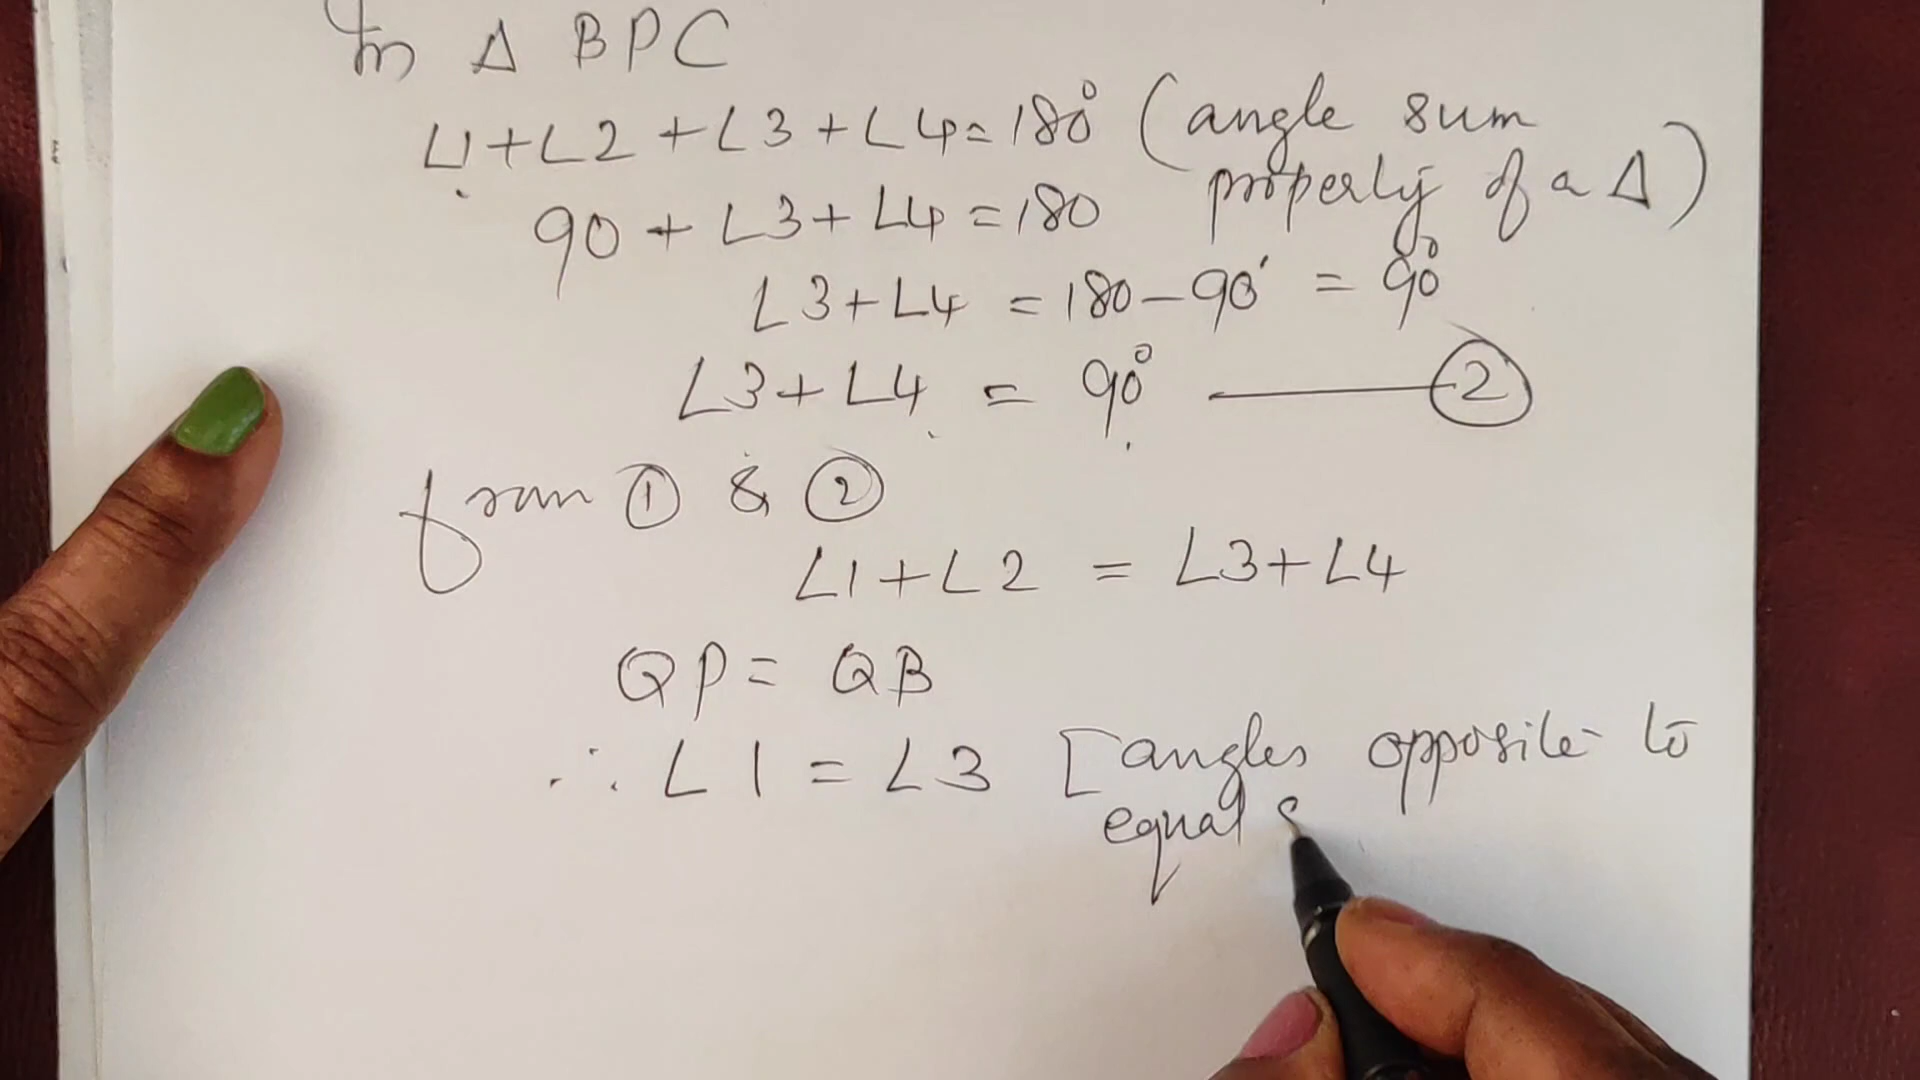 In Δ BPC
∠1+∠2+∠3+∠4=180° (angle sum
property of a Δ)
90+∠3+∠4=180
∠3+∠4=180-90°=90°
∠3+∠4=90° ——— ②
from ① & ②
∠1+∠2=∠3+∠4
QP=QB
∴ ∠1=∠3 [angles opposite to
equal s